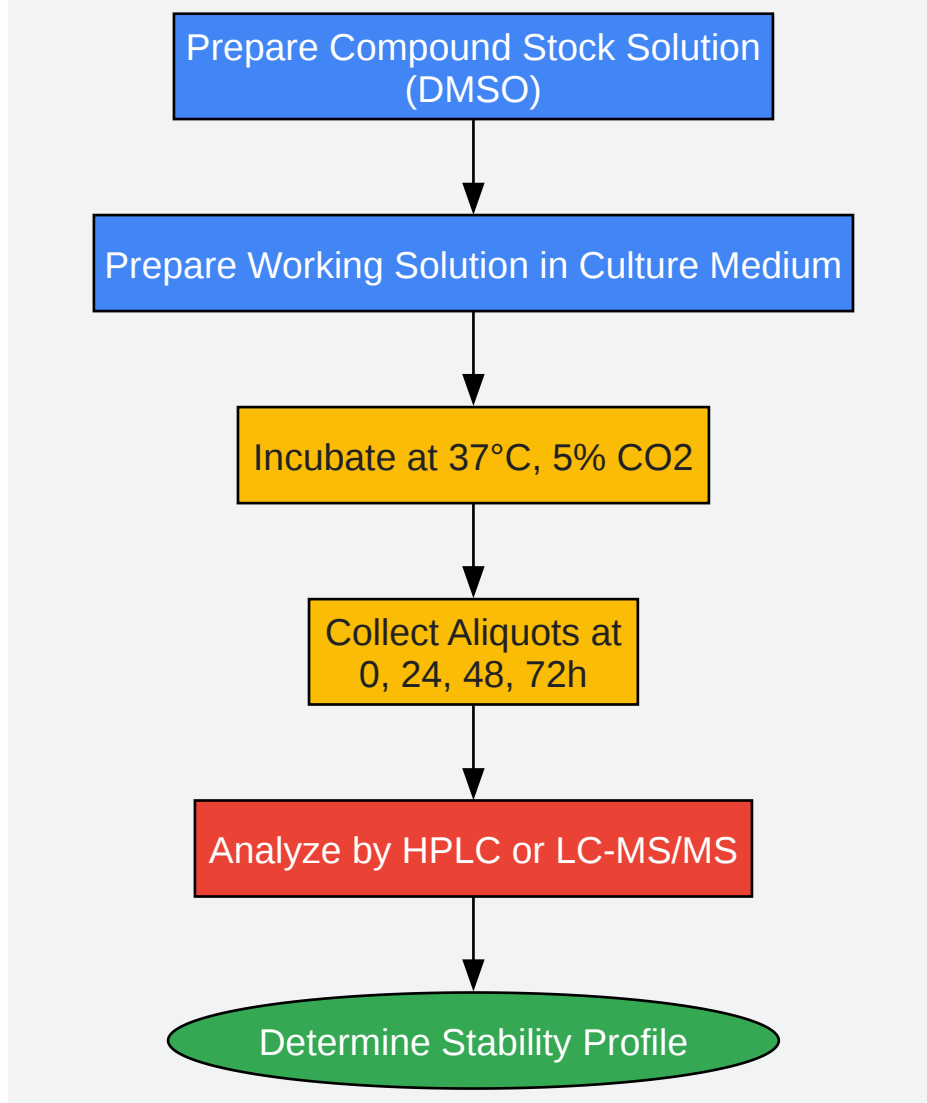 Prepare Compound Stock Solution
(DMSO)
Prepare Working Solution in Culture Medium
Incubate at 37°C, 5% CO2
Collect Aliquots at
0, 24, 48, 72h
Analyze by HPLC or LC-MS/MS
Determine Stability Profile